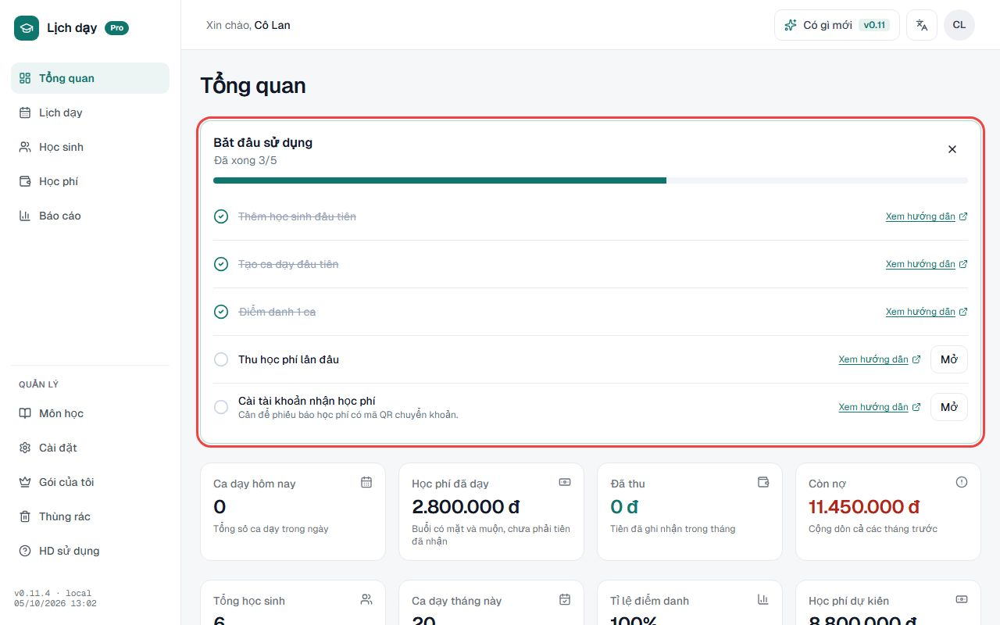 Lịch dạy Pro
Xin chào, Cô Lan
Có gì mới v0.11
CL
Tổng quan
Lịch dạy
Học sinh
Học phí
Báo cáo
QUẢN LÝ
Môn học
Cài đặt
Gói của tôi
Thùng rác
HD sử dụng
v0.11.4 · local
05/10/2026 13:02
Tổng quan
Bắt đầu sử dụng
Đã xong 3/5
Thêm học sinh đầu tiên
Xem hướng dẫn
Tạo ca dạy đầu tiên
Xem hướng dẫn
Điểm danh 1 ca
Xem hướng dẫn
Thu học phí lần đầu
Xem hướng dẫn
Mở
Cài tài khoản nhận học phí
Cần để phiếu báo học phí có mã QR chuyển khoản.
Xem hướng dẫn
Mở
Ca dạy hôm nay
0
Tổng số ca dạy trong ngày
Học phí đã dạy
2.800.000 đ
Buổi có mặt và muộn, chưa phải tiền
đã nhận
Đã thu
0 đ
Tiền đã ghi nhận trong tháng
Còn nợ
11.450.000 đ
Cộng dồn cả các tháng trước
Tổng học sinh
6
Ca dạy tháng này
20
Tỉ lệ điểm danh
100%
Học phí dự kiến
8.800.000 đ